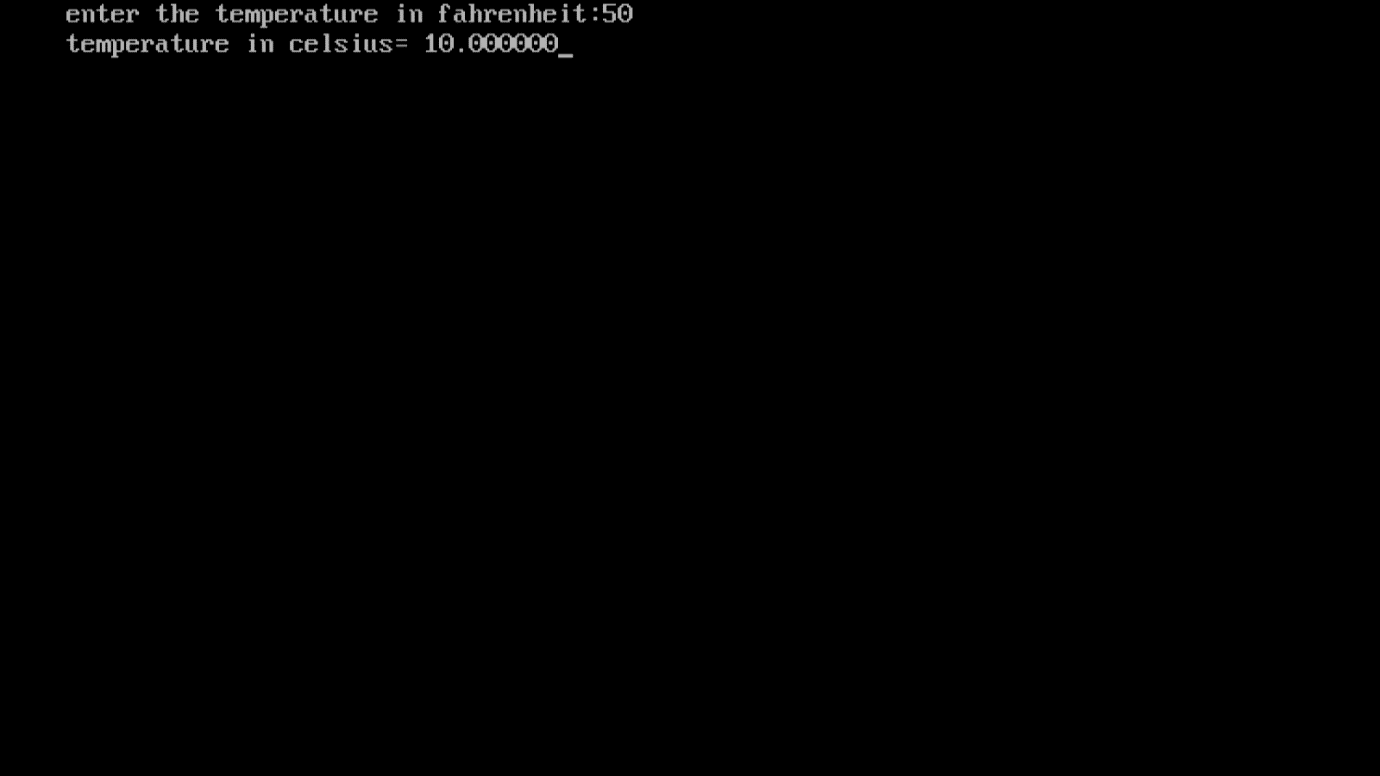 enter the temperature in fahrenheit:50
temperature in celsius= 10.000000_